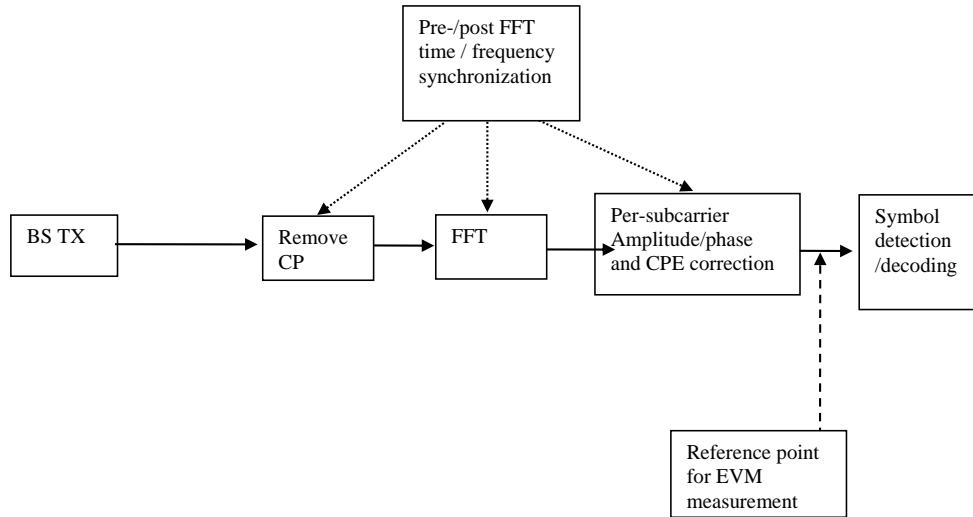 Pre-/post FFT
time / frequency
synchronization
BS TX
Remove
CP
FFT
Per-subcarrier
Amplitude/phase
and CPE correction
Symbol
detection
/decoding
Reference point
for EVM
measurement